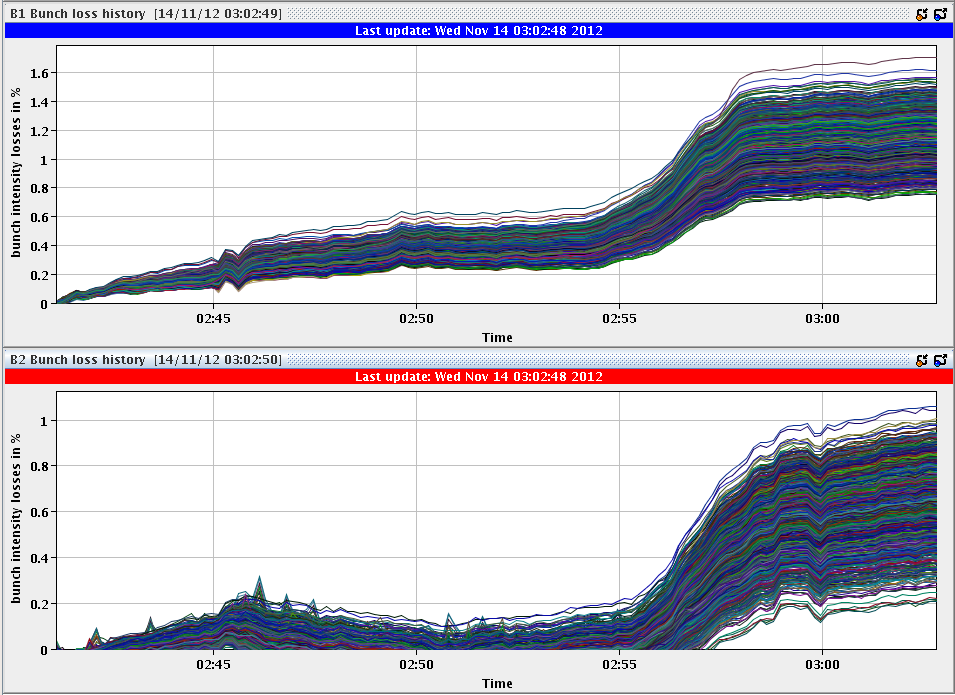 B1 Bunch loss history [14/11/12 03:02:49]
Last update: Wed Nov 14 03:02:48 2012
bunch intensity losses in %
1.6
1.4
1.2
1
0.8
0.6
0.4
0.2
0
02:45 02:50 02:55 03:00
Time
B2 Bunch loss history [14/11/12 03:02:50]
Last update: Wed Nov 14 03:02:48 2012
bunch intensity losses in %
1
0.8
0.6
0.4
0.2
0
02:45 02:50 02:55 03:00
Time